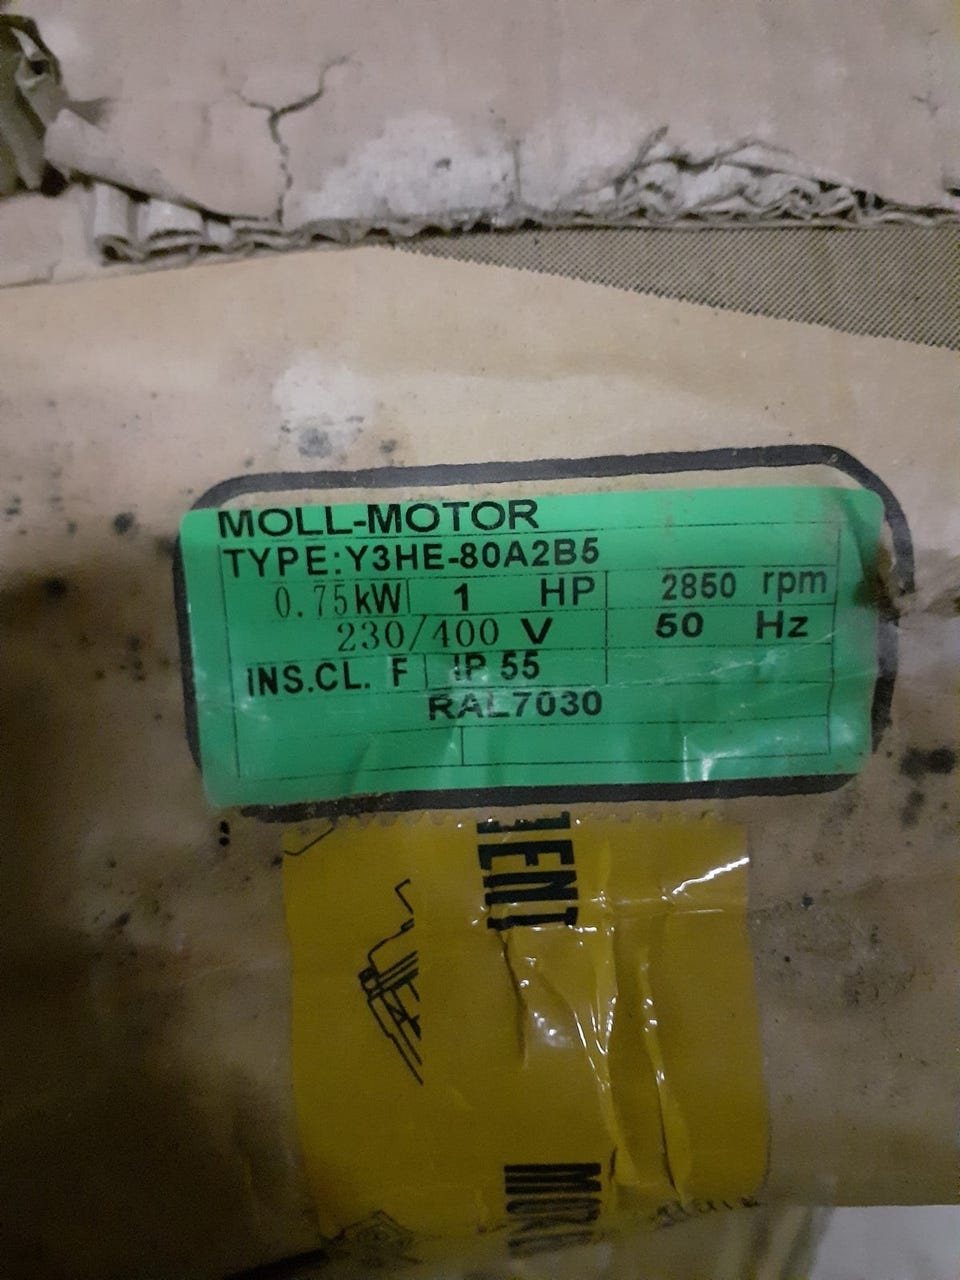 MOLL-MOTOR
TYPE:Y3HE-80A2B5
0.75kW 1 HP 2850 rpm
230/400 V 50 Hz
INS.CL. F IP 55
RAL7030